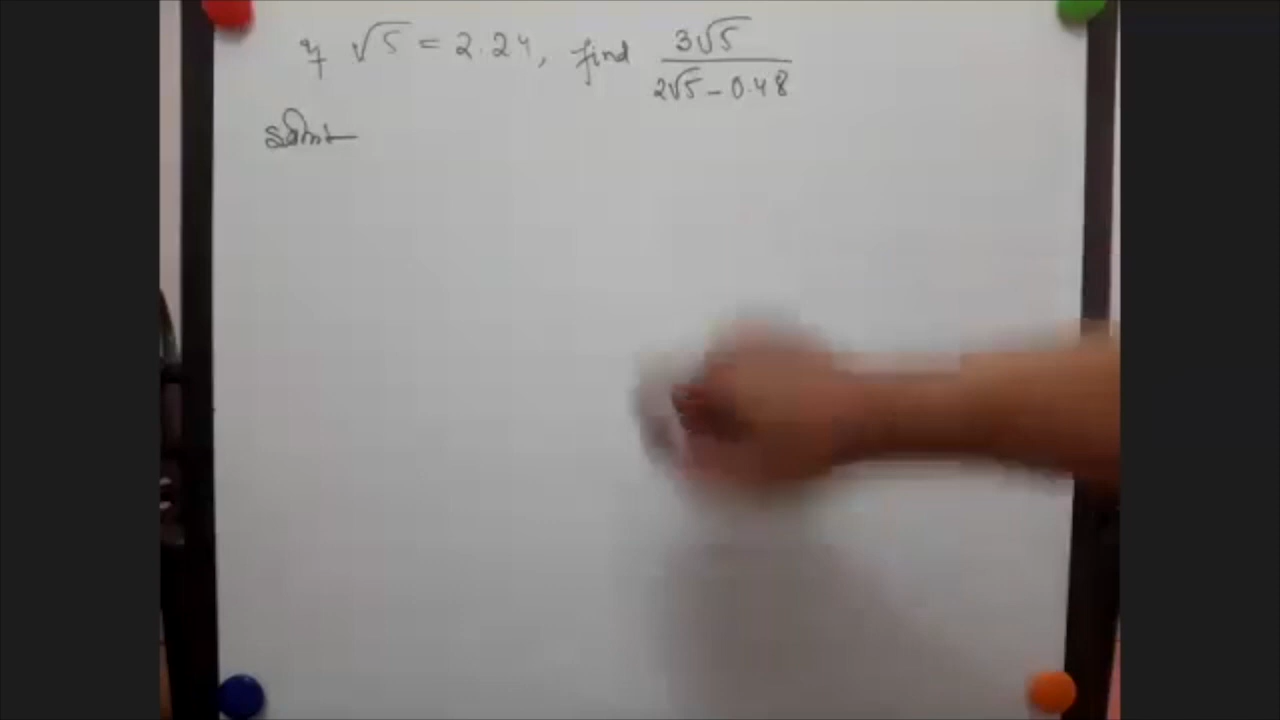 If √5 = 2.24, find 3√5 / 2√5 - 0.48
Soln: